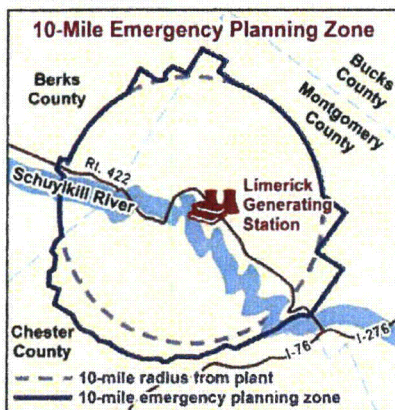 10-Mile Emergency Planning Zone
Berks
County
Bucks
County
Montgomery
County
Rt. 422
Schuylkill River
Limerick
Generating
Station
Chester
County
I-76
I-276
10-mile radius from plant
10-mile emergency planning zone